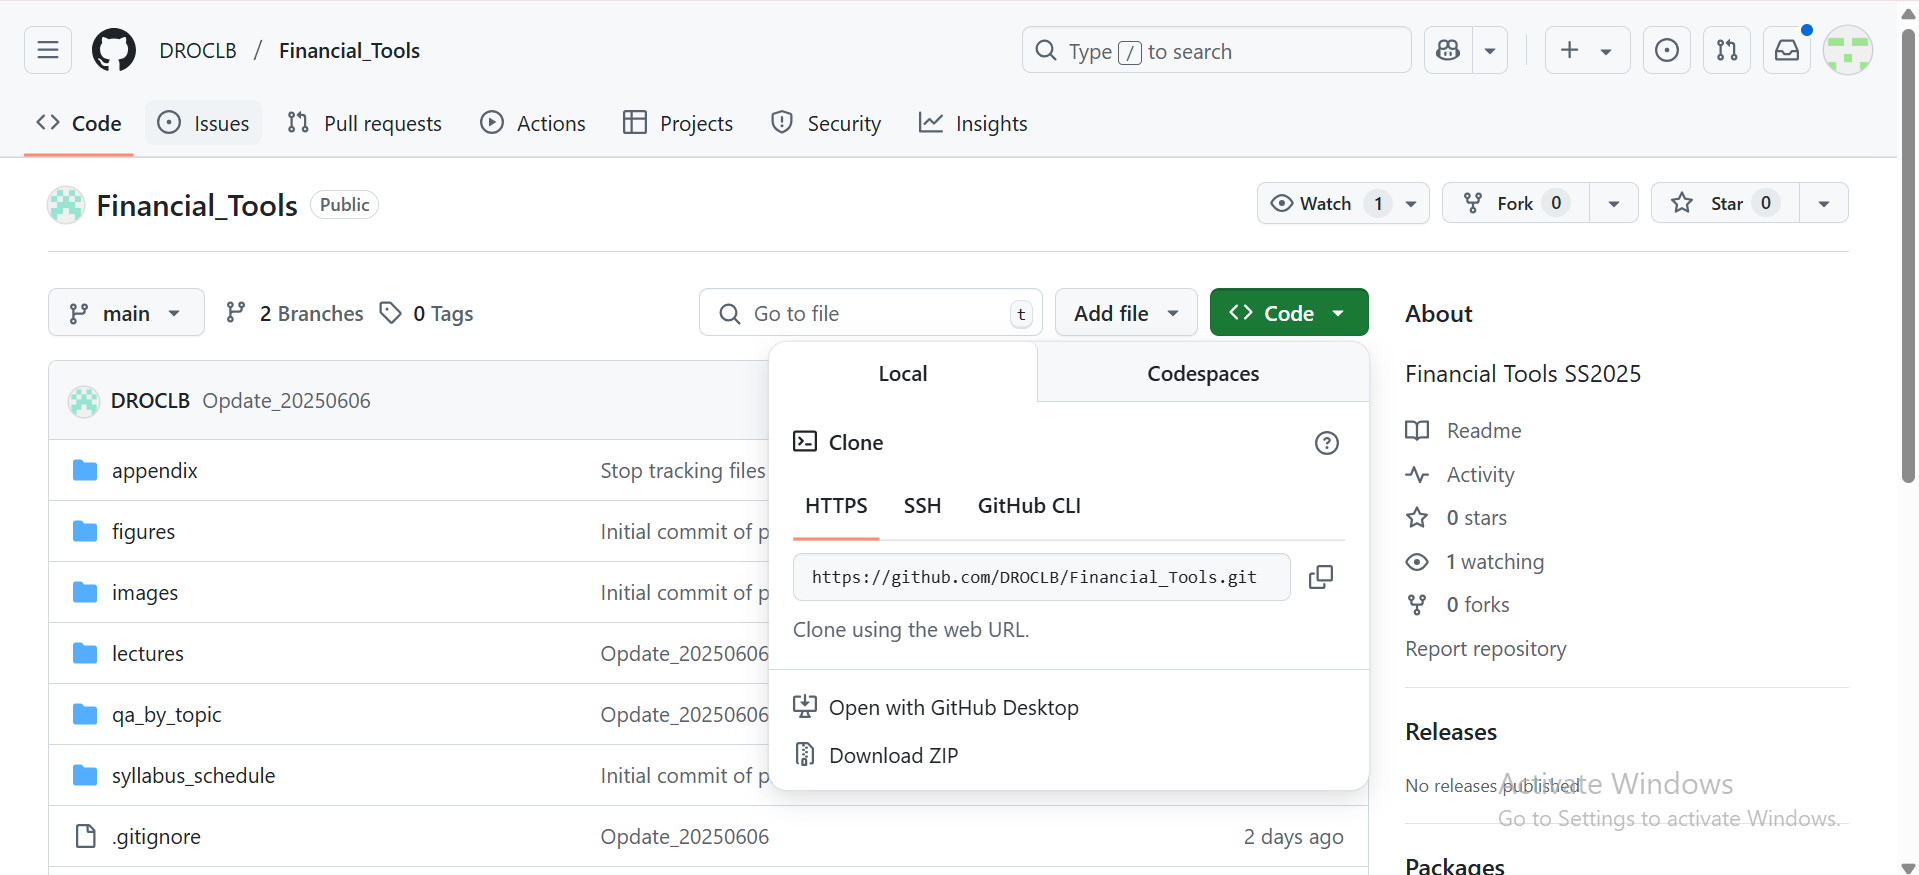 DROCLB / Financial_Tools
Type / to search
Code Issues Pull requests Actions Projects Security Insights
Financial_Tools Public
Watch 1 Fork 0 Star 0
main 2 Branches 0 Tags Go to file t Add file Code
Local Codespaces
Clone
HTTPS SSH GitHub CLI
https://github.com/DROCLB/Financial_Tools.git
Clone using the web URL.
Open with GitHub Desktop
Download ZIP
DROCLB Opdate_20250606
appendix Stop tracking files
figures Initial commit of p
images Initial commit of p
lectures Opdate_20250606
qa_by_topic Opdate_20250606
syllabus_schedule Initial commit of p
.gitignore Opdate_20250606 2 days ago
About
Financial Tools SS2025
Readme
Activity
0 stars
1 watching
0 forks
Report repository
Releases
No releases published
Packages
Activate Windows
Go to Settings to activate Windows.